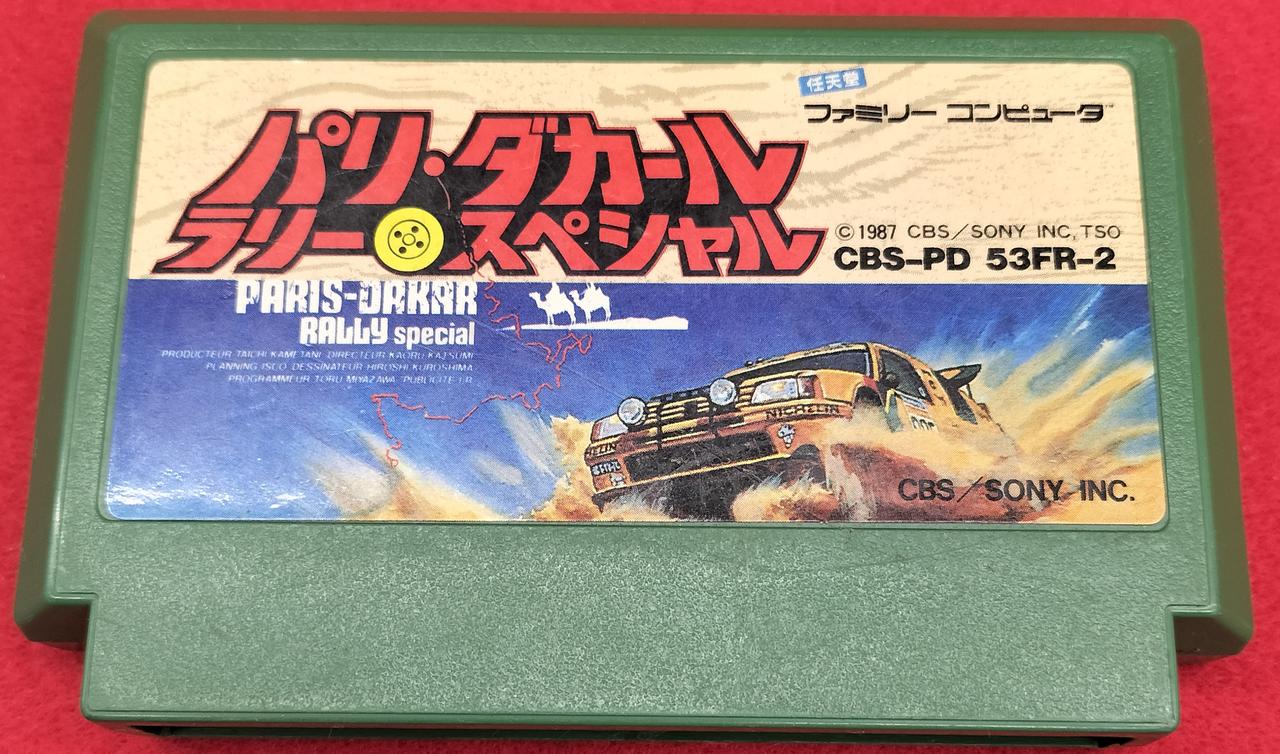 任天堂
ファミリー コンピュータ™
パリ・ダカール
ラリー スペシャル
©1987 CBS/SONY INC, TSO
CBS-PD 53FR-2
PARIS-DAKAR
RALLY special
PRODUCTEUR TAICHI KAMETANI DIRECTEUR KAORU KATSUMI
PLANNING ISCO DESSINATEUR HIROSHI KUROSHIMA
PROGRAMMEUR TORU MIYAZAWA PUBLICITE
MICHELIN
CBS/SONY INC.